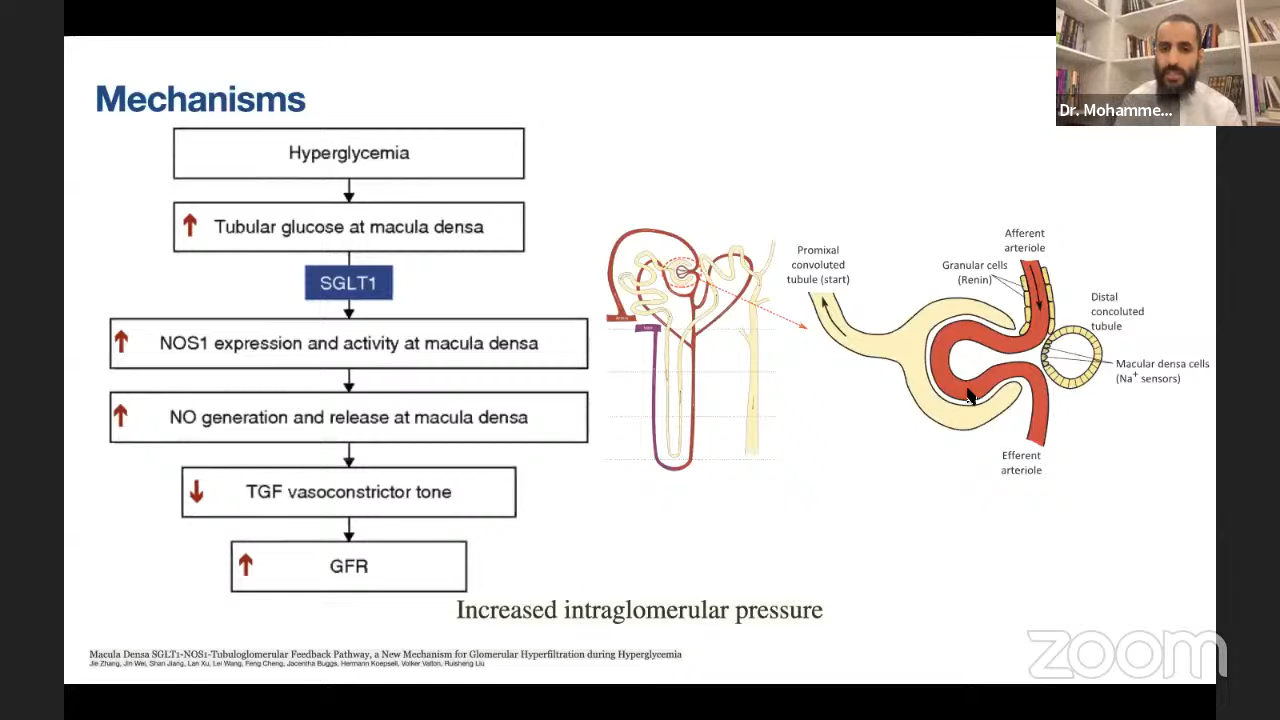 Dr. Mohamme...
Mechanisms
Hyperglycemia
Tubular glucose at macula densa
SGLT1
NOS1 expression and activity at macula densa
NO generation and release at macula densa
TGF vasoconstrictor tone
GFR
Promixal
convoluted
tubule (start)
Afferent
arteriole
Granular cells
(Renin)
Distal
concoluted
tubule
Macular densa cells
(Na+ sensors)
Efferent
arteriole
Increased intraglomerular pressure
Macula Densa SGLT1-NOS1-Tubuloglomerular Feedback Pathway, a New Mechanism for Glomerular Hyperfiltration during Hyperglycemia
Jie Zhang, Jin Wei, Shan Jiang, Lan Xu, Lei Wang, Feng Cheng, Jacentha Buggs, Hermann Koepsell, Volker Vallon, Ruisheng Liu
zoom